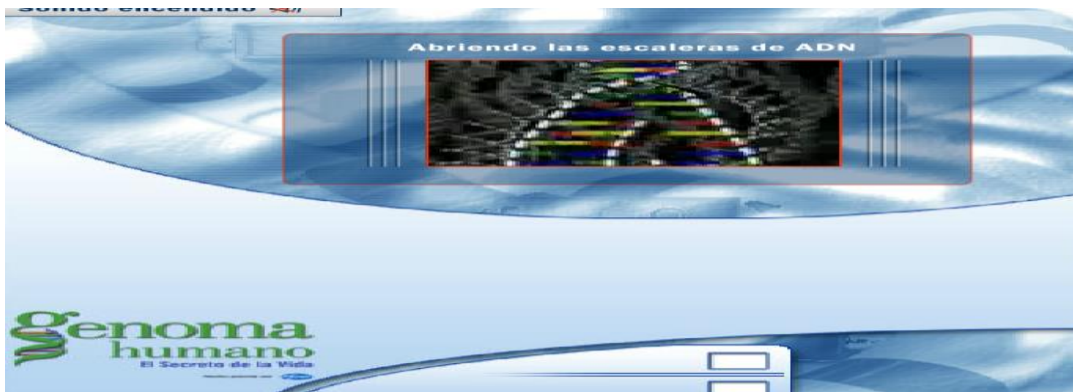 Sonido encendido
Abriendo las escaleras de ADN
genoma
humano
El Secreto de la Vida